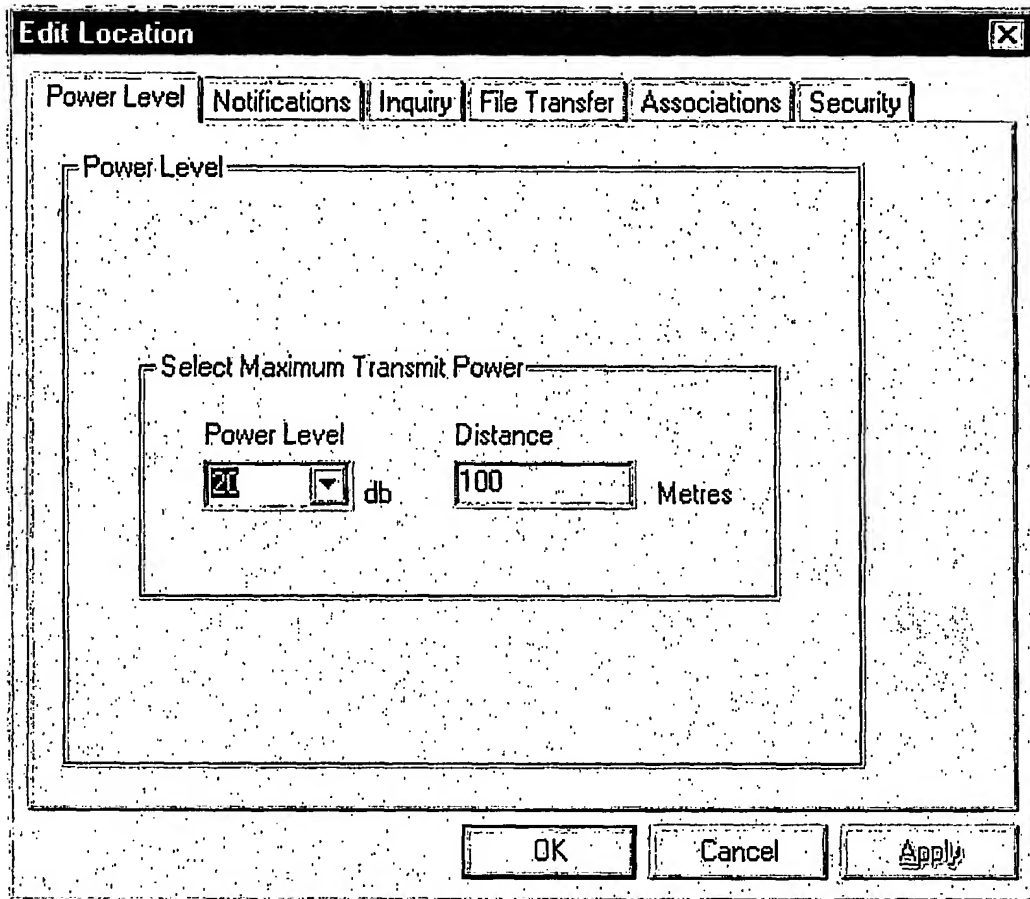 Edit Location
Power Level Notifications Inquiry File Transfer Associations Security
Power Level
Select Maximum Transmit Power
Power Level Distance
20 db 100 Metres
OK Cancel Apply